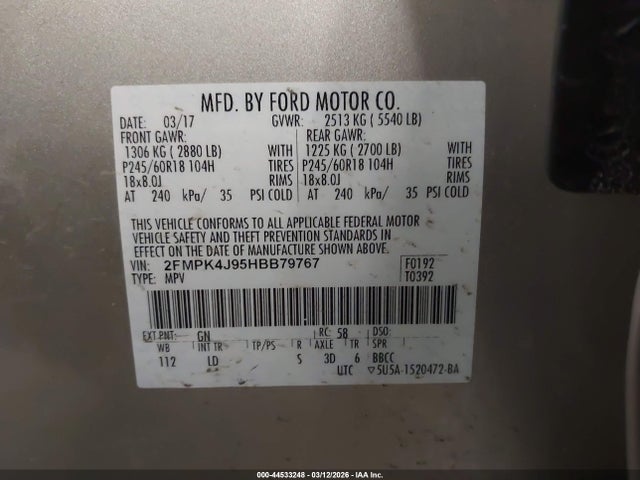 MFD. BY FORD MOTOR CO.
DATE: 03/17 GVWR: 2513 KG ( 5540 LB)
FRONT GAWR: REAR GAWR:
1306 KG ( 2880 LB) WITH 1225 KG ( 2700 LB) WITH
P245/60R18 104H TIRES P245/60R18 104H TIRES
18x8.0J RIMS 18x8.0J RIMS
AT 240 kPa/ 35 PSI COLD AT 240 kPa/ 35 PSI COLD
THIS VEHICLE CONFORMS TO ALL APPLICABLE FEDERAL MOTOR
VEHICLE SAFETY AND THEFT PREVENTION STANDARDS IN
EFFECT ON THE DATE OF MANUFACTURE SHOWN ABOVE.
VIN: 2FMPK4J95HBB79767 F0192
TYPE: MPV T0392
EXT PNT: GN RC: 58 DSO:
WB INT TR TP/PS R AXLE TR SPR
112 LD S 3D 6 BBCC
UTC ▽5U5A-1520472-BA
000-44533248 - 03/12/2026 - IAA Inc.